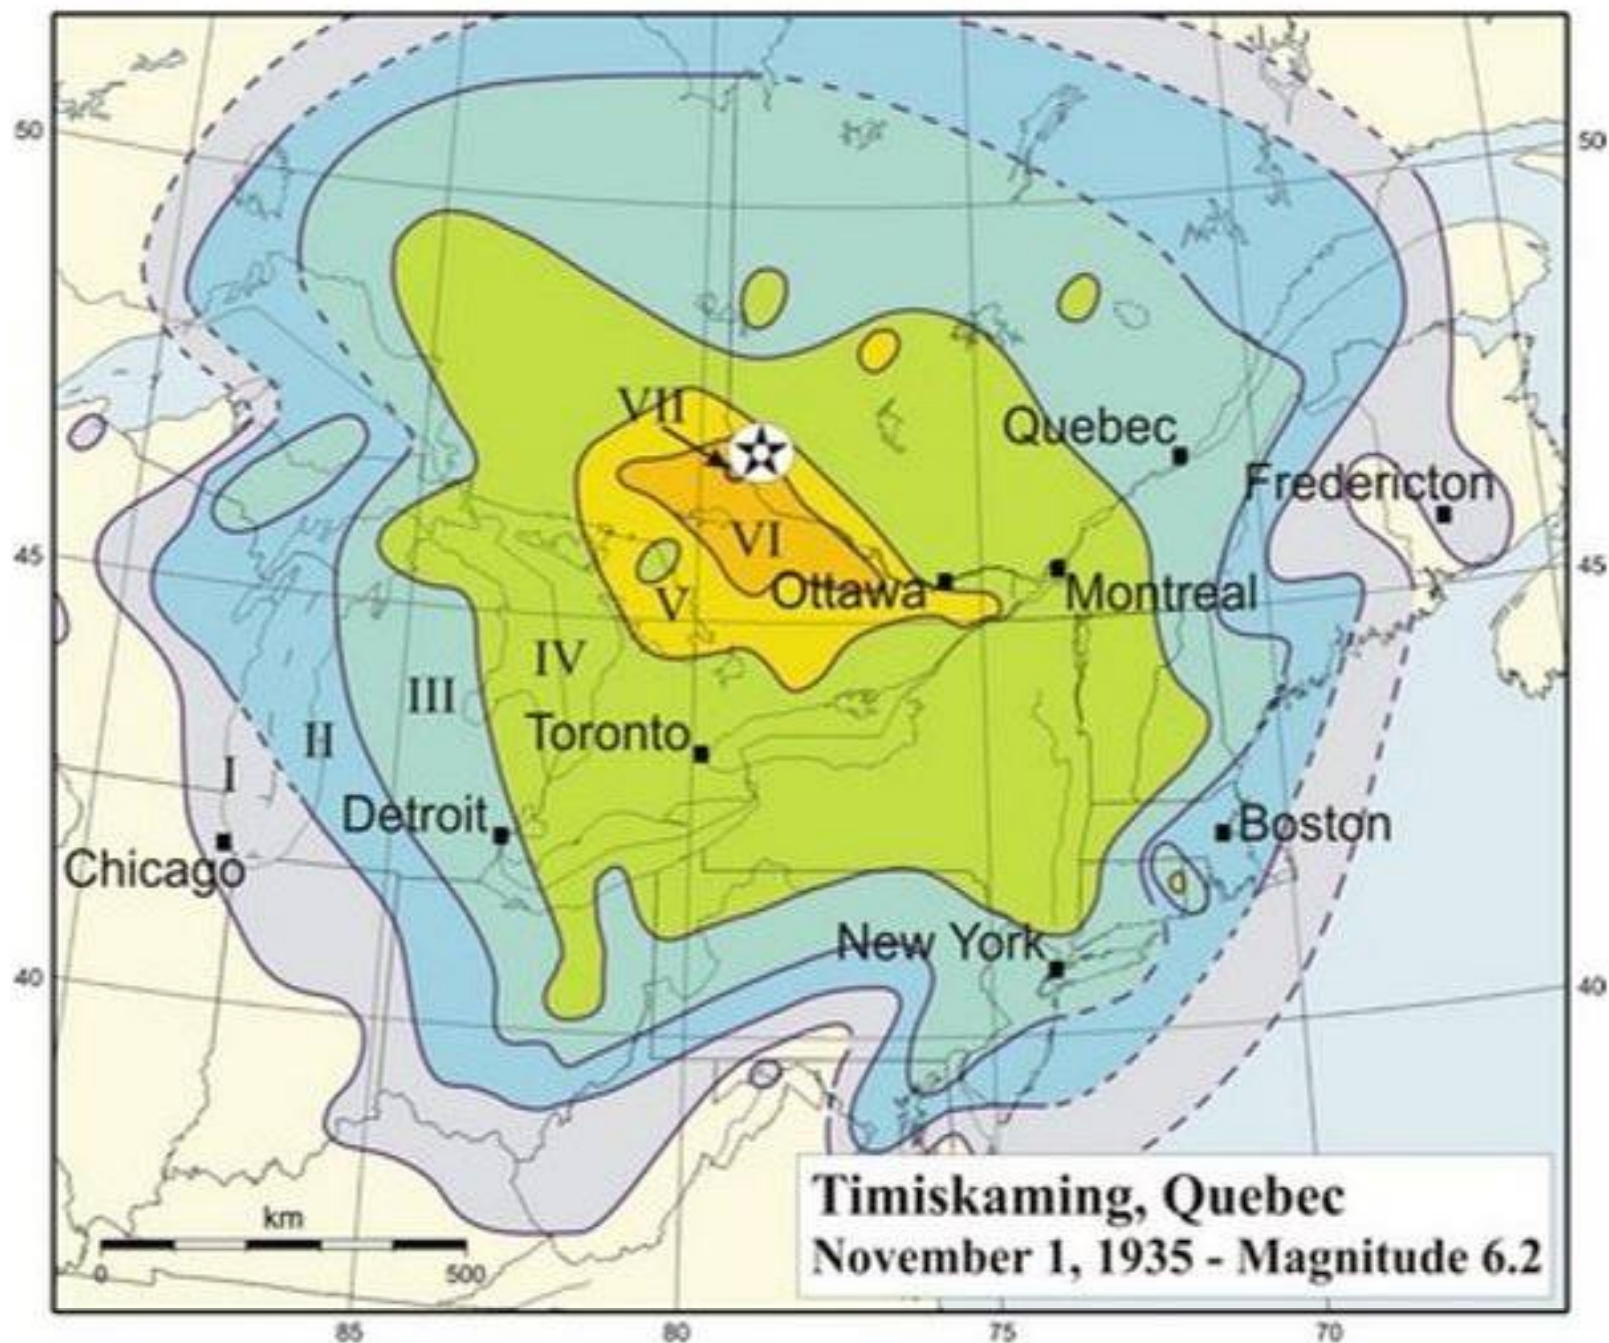 50
50
VII
Quebec
Fredericton
VI
45
45
Ottawa
Montreal
V
IV
III
Toronto
II
I
Detroit
Boston
Chicago
New York
40
40
Timiskaming, Quebec
November 1, 1935 - Magnitude 6.2
km
0
500
85
80
75
70